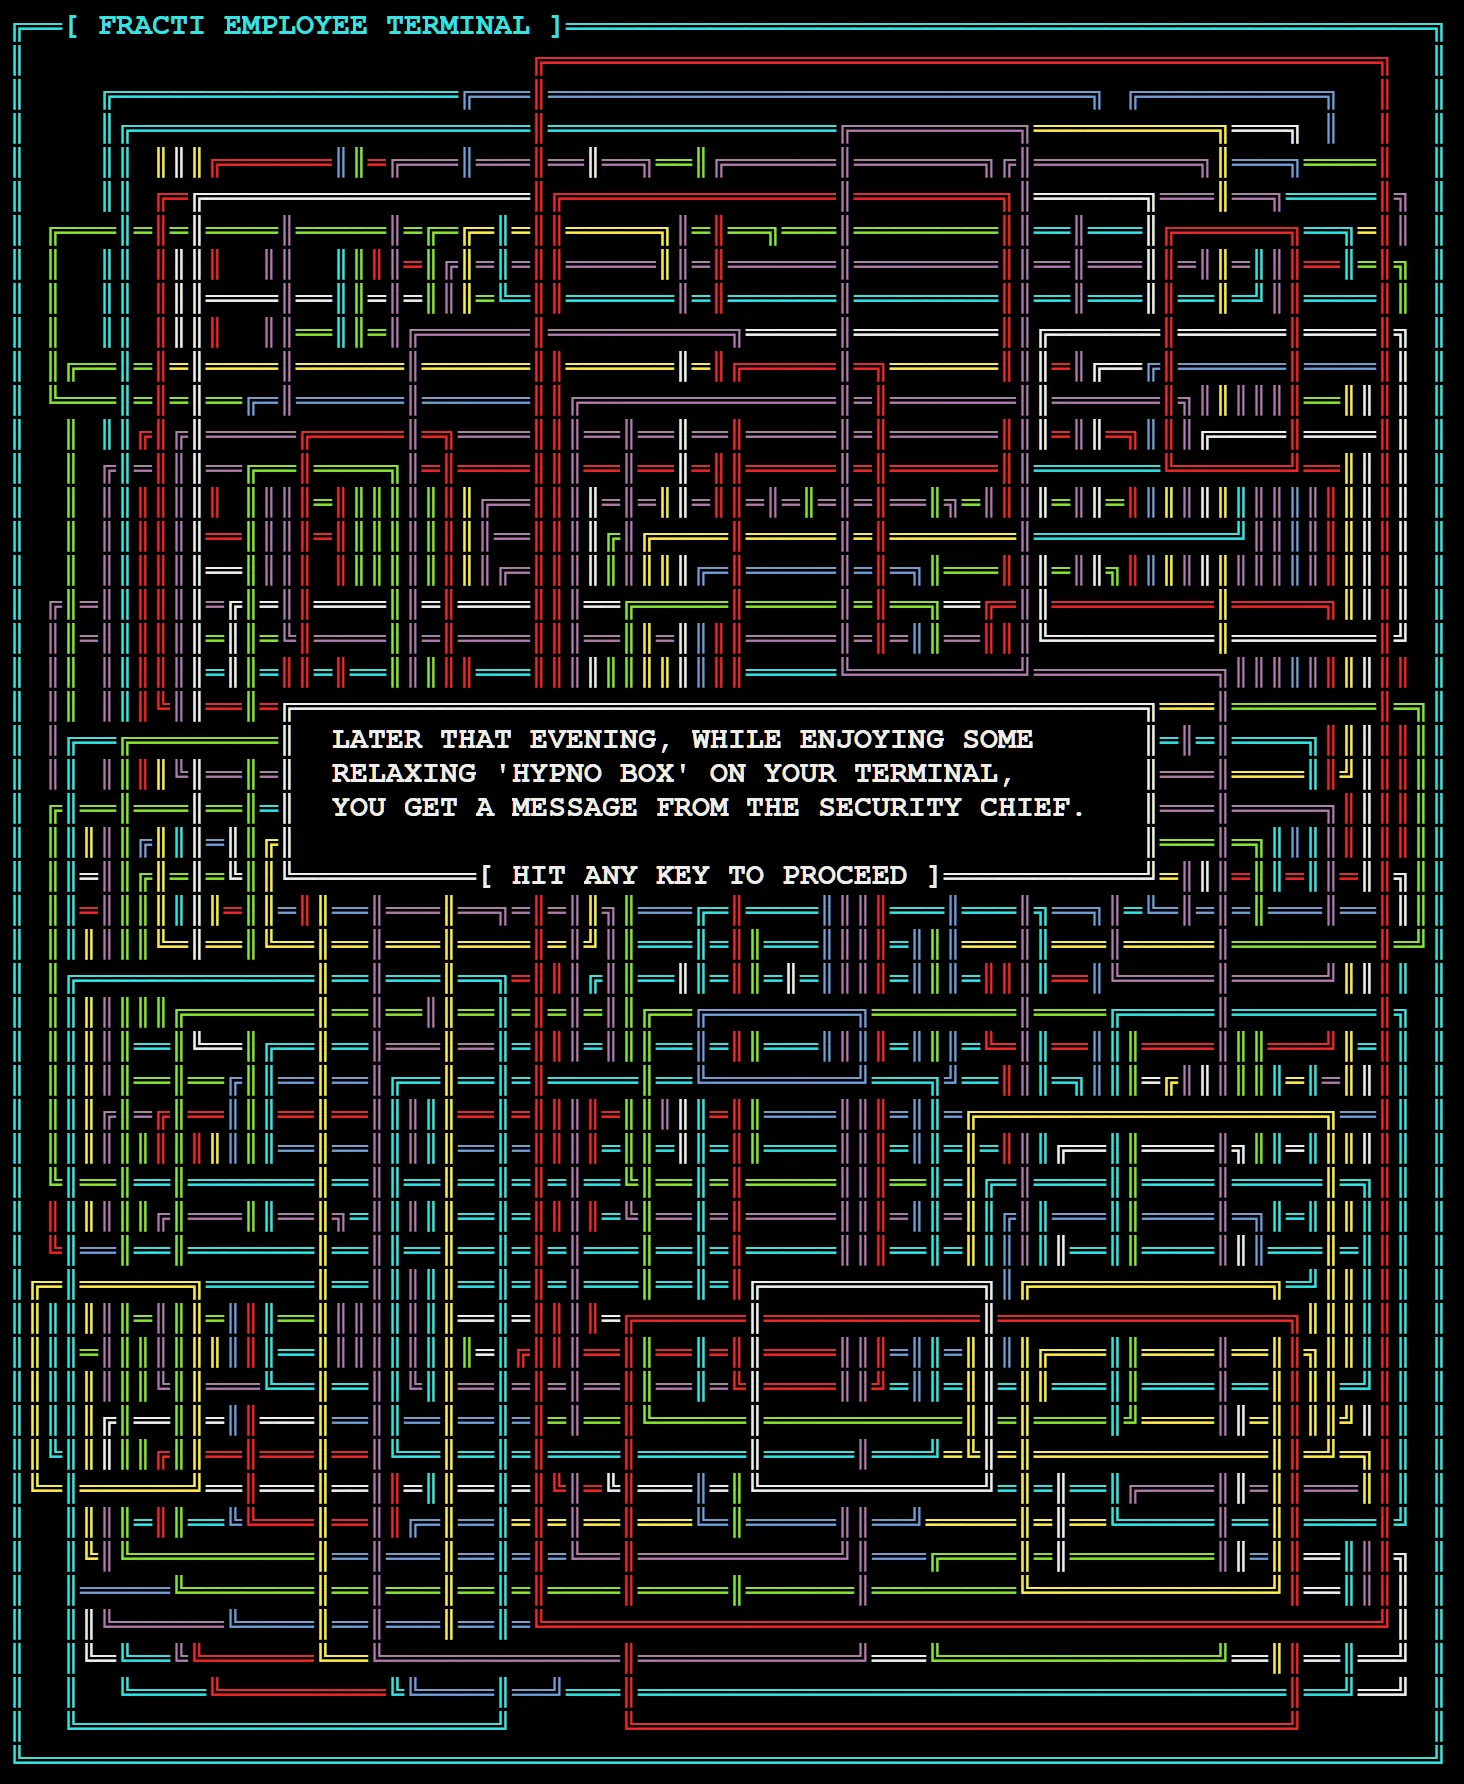 [ FRACTI EMPLOYEE TERMINAL ]
LATER THAT EVENING, WHILE ENJOYING SOME
RELAXING 'HYPNO BOX' ON YOUR TERMINAL,
YOU GET A MESSAGE FROM THE SECURITY CHIEF.
[ HIT ANY KEY TO PROCEED ]